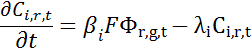 ∂C_{i,r,t}/∂t = β_i FΦ_{r,g,t} − λ_i C_{i,r,t}